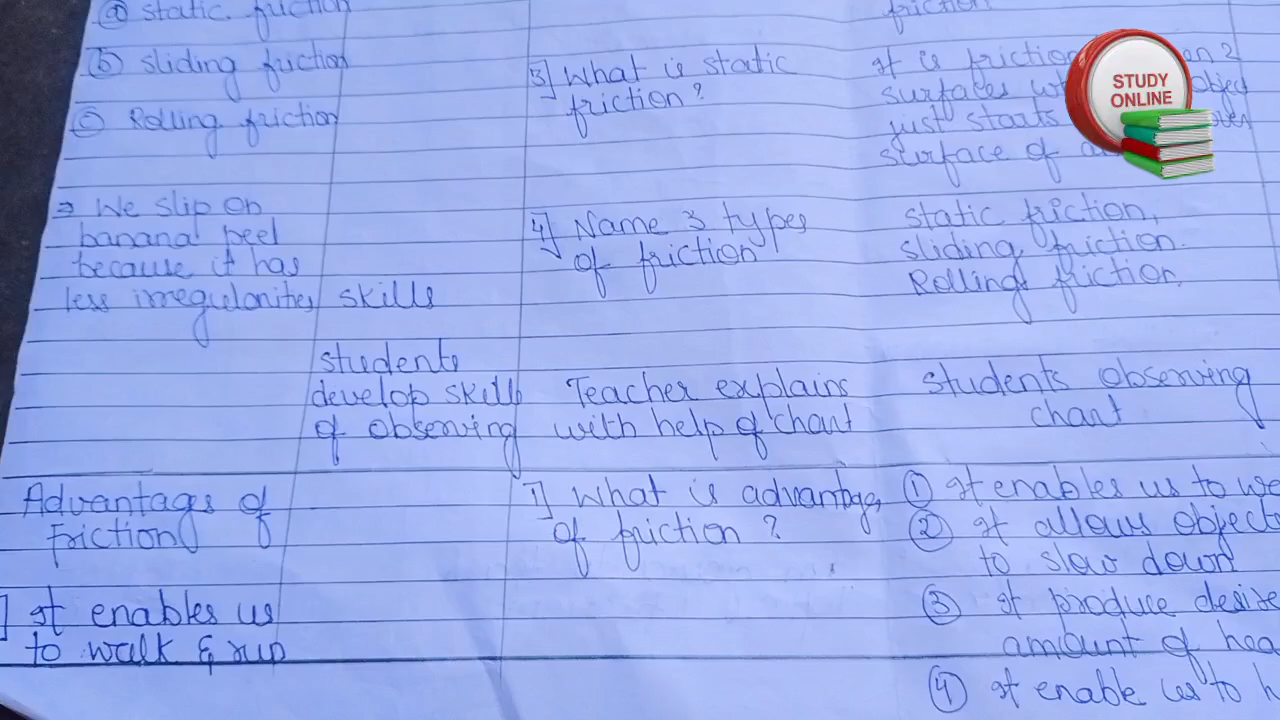 ⓐ static friction
ⓑ sliding friction
ⓒ Rolling friction
⇒ We slip on
banana peel
because it has
less irregularities
skills
students
develop skills
of observing
friction
3] What is static
friction?
It is friction
surfaces
just starts
surface of
4] Name 3 types
of friction
static friction,
sliding friction.
Rolling friction.
Teacher explains
with help of chart
students observing
chart
Advantages of
friction
1] It enables us
to walk & run
1] What is advantages
of friction?
① It enables us to
② It allows object
to slow down
③ It produce
amount of
④ It enable us to
STUDY
ONLINE